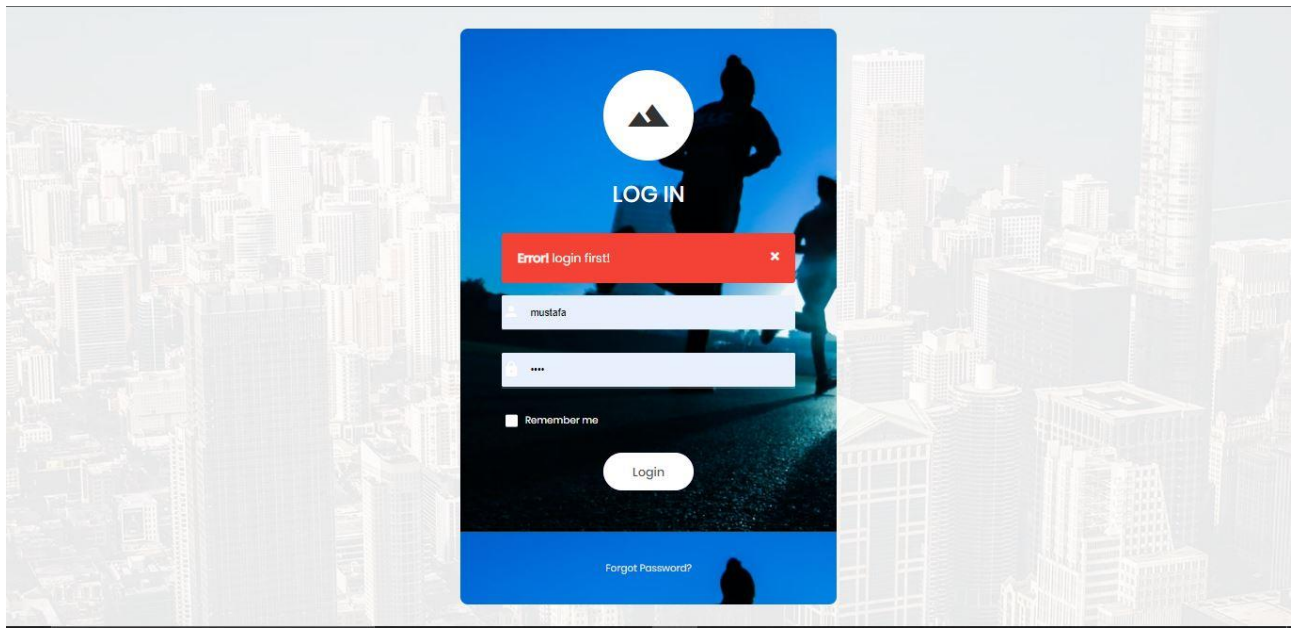 LOG IN
Error! login first!
×
mustafa
••••
Remember me
Login
Forgot Password?